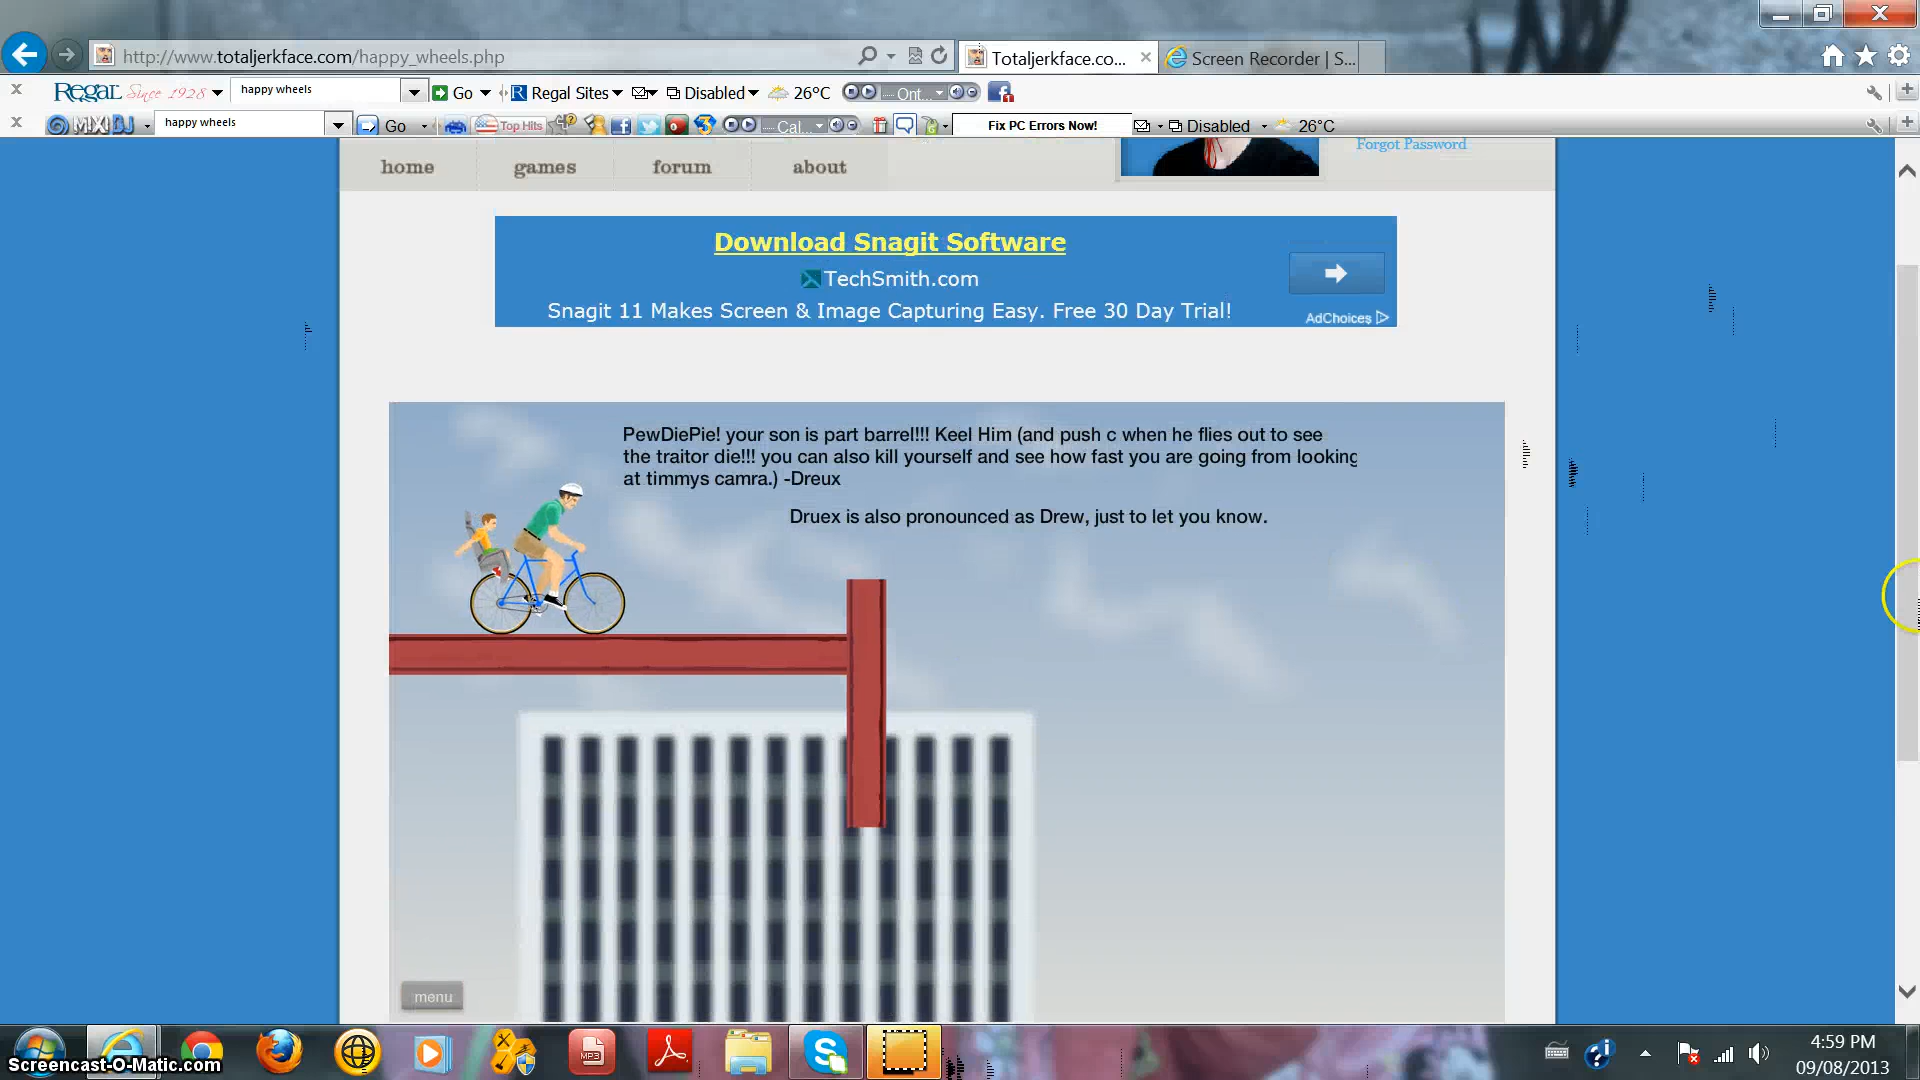 http://www.totaljerkface.com/happy_wheels.php
Totaljerkface.co...
Screen Recorder | S...
Regal Since 1928
happy wheels
Go
Regal Sites
Disabled
26°C
Ont...
MIXI DJ
happy wheels
Go
Top Hits
Cal...
Fix PC Errors Now!
Disabled
26°C
Forgot Password
home
games
forum
about
Download Snagit Software
TechSmith.com
Snagit 11 Makes Screen & Image Capturing Easy. Free 30 Day Trial!
AdChoices
PewDiePie! your son is part barrel!!! Keel Him (and push c when he flies out to see
the traitor die!!! you can also kill yourself and see how fast you are going from looking
at timmys camra.) -Dreux
Druex is also pronounced as Drew, just to let you know.
menu
MP3
4:59 PM
09/08/2013
Screencast-O-Matic.com